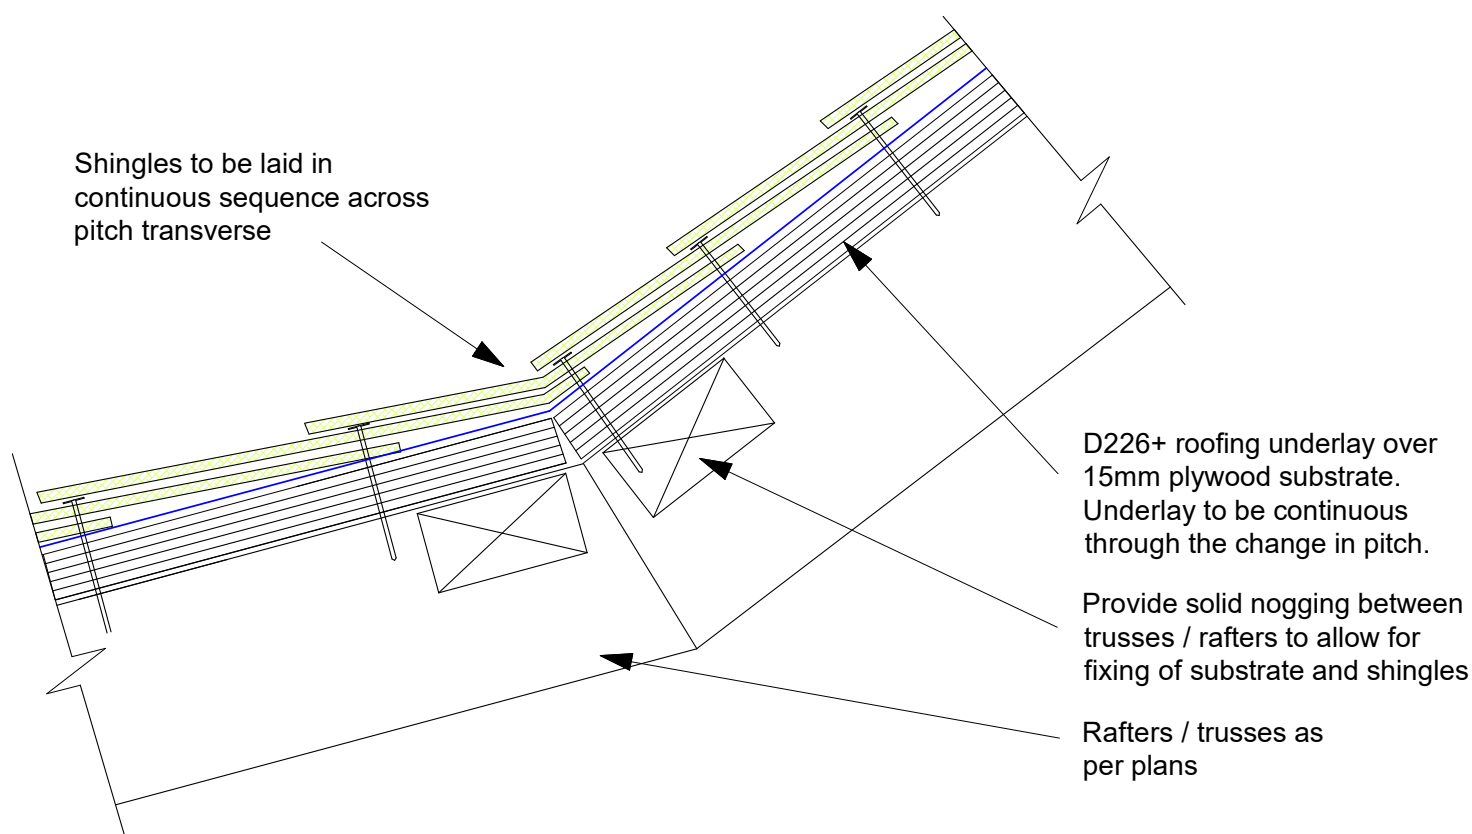 Shingles to be laid in
continuous sequence across
pitch transverse
D226+ roofing underlay over
15mm plywood substrate.
Underlay to be continuous
through the change in pitch.
Provide solid nogging between
trusses / rafters to allow for
fixing of substrate and shingles
Rafters / trusses as
per plans